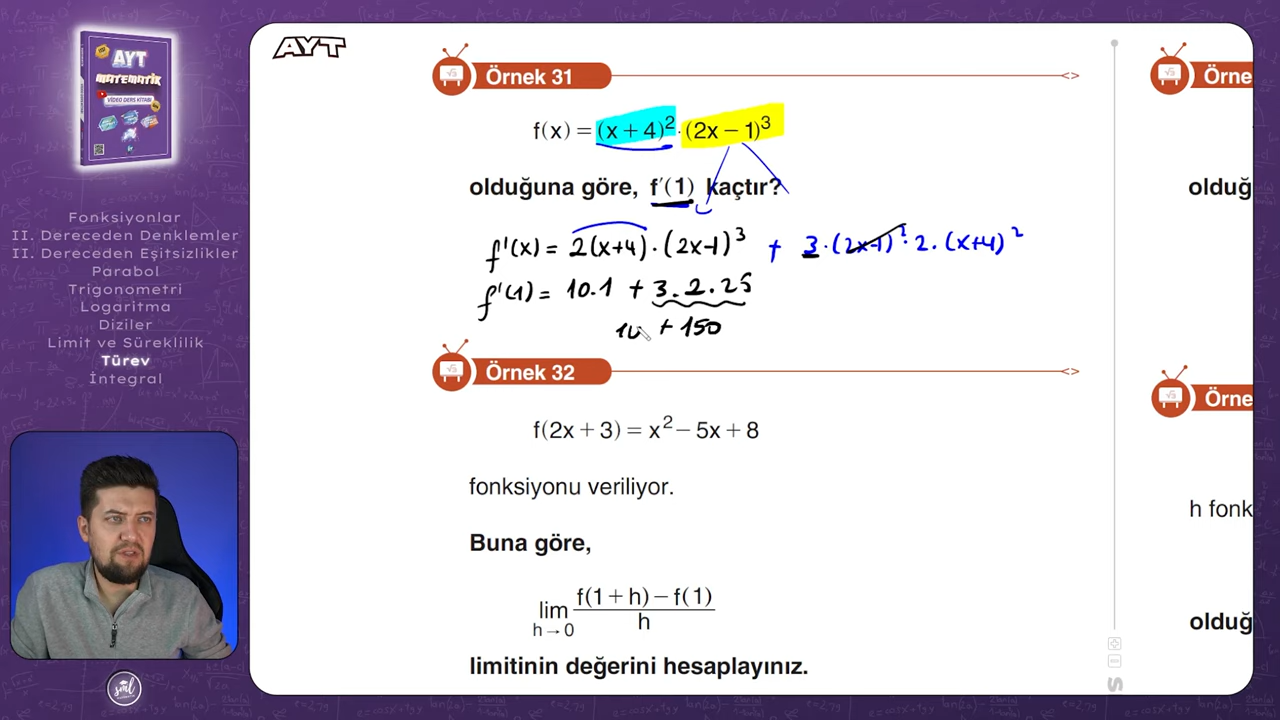 AYT
MATEMATİK
VİDEO DERS KİTABI
Fonksiyonlar
II. Dereceden Denklemler
II. Dereceden Eşitsizlikler
Parabol
Trigonometri
Logaritma
Diziler
Limit ve Süreklilik
Türev
İntegral
sml
AYT
Örnek 31
f(x) = (x + 4)² · (2x − 1)³
olduğuna göre, f′(1) kaçtır?
f'(x) = 2(x+4) · (2x-1)³ + 3 · (2x-1)² · 2 · (x+4)²
f'(1) = 10.1 + 3.2.25
10 + 150
Örnek 32
f(2x + 3) = x² − 5x + 8
fonksiyonu veriliyor.
Buna göre,
lim h→0 f(1 + h) − f(1) / h
limitinin değerini hesaplayınız.
Örne
olduğ
Örne
h fonk
olduğ